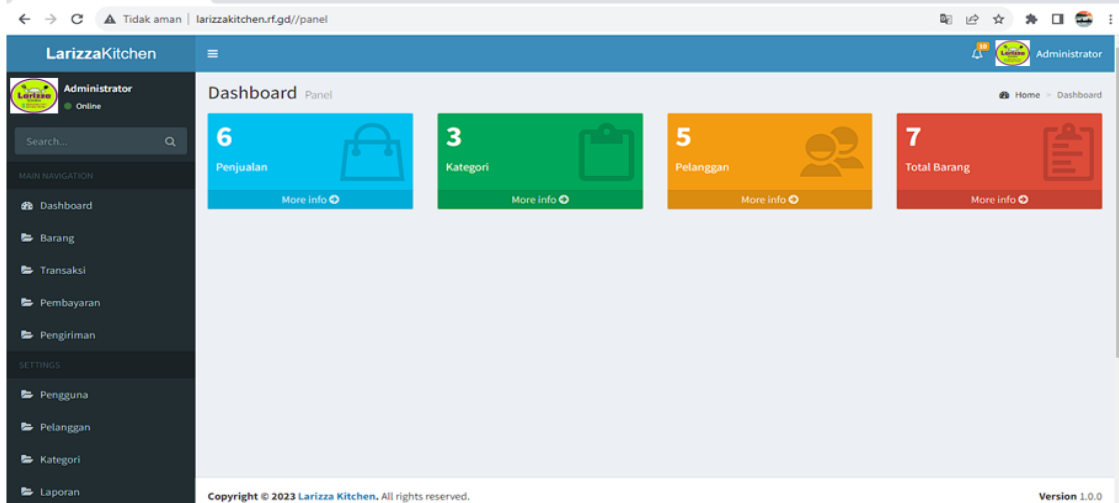 Tidak aman larizzakitchen.rf.gd//panel
LarizzaKitchen
10
Administrator
Administrator
Online
Search...
MAIN NAVIGATION
Dashboard
Barang
Transaksi
Pembayaran
Pengiriman
SETTINGS
Pengguna
Pelanggan
Kategori
Laporan
Dashboard Panel
Home > Dashboard
6
Penjualan
More info
3
Kategori
More info
5
Pelanggan
More info
7
Total Barang
More info
Copyright © 2023 Larizza Kitchen. All rights reserved.
Version 1.0.0